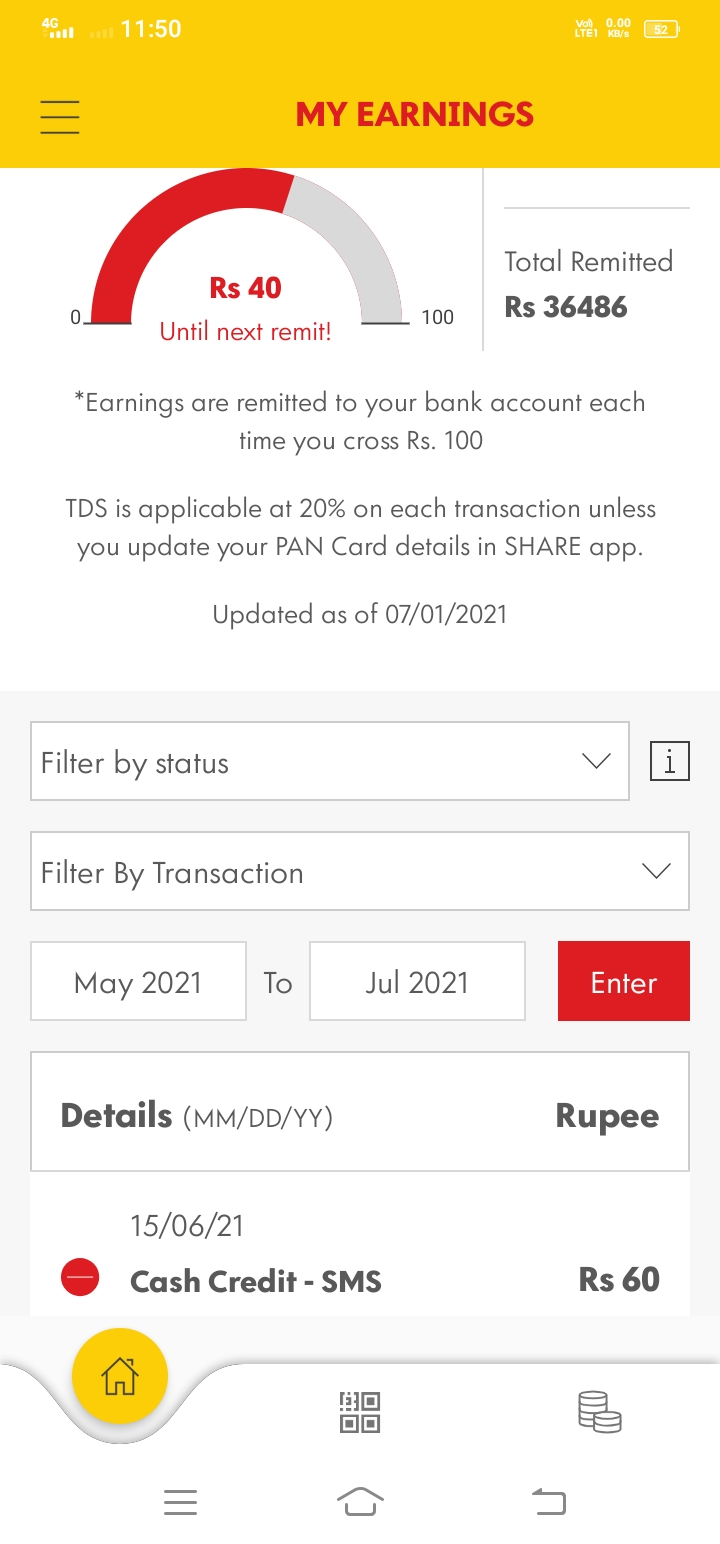 4G 11:50 Vo)) LTE1 0.00 KB/s 52
MY EARNINGS
Rs 40
0 Until next remit! 100
Total Remitted
Rs 36486
*Earnings are remitted to your bank account each
time you cross Rs. 100
TDS is applicable at 20% on each transaction unless
you update your PAN Card details in SHARE app.
Updated as of 07/01/2021
Filter by status i
Filter By Transaction
May 2021 To Jul 2021 Enter
Details (MM/DD/YY) Rupee
15/06/21
Cash Credit - SMS Rs 60